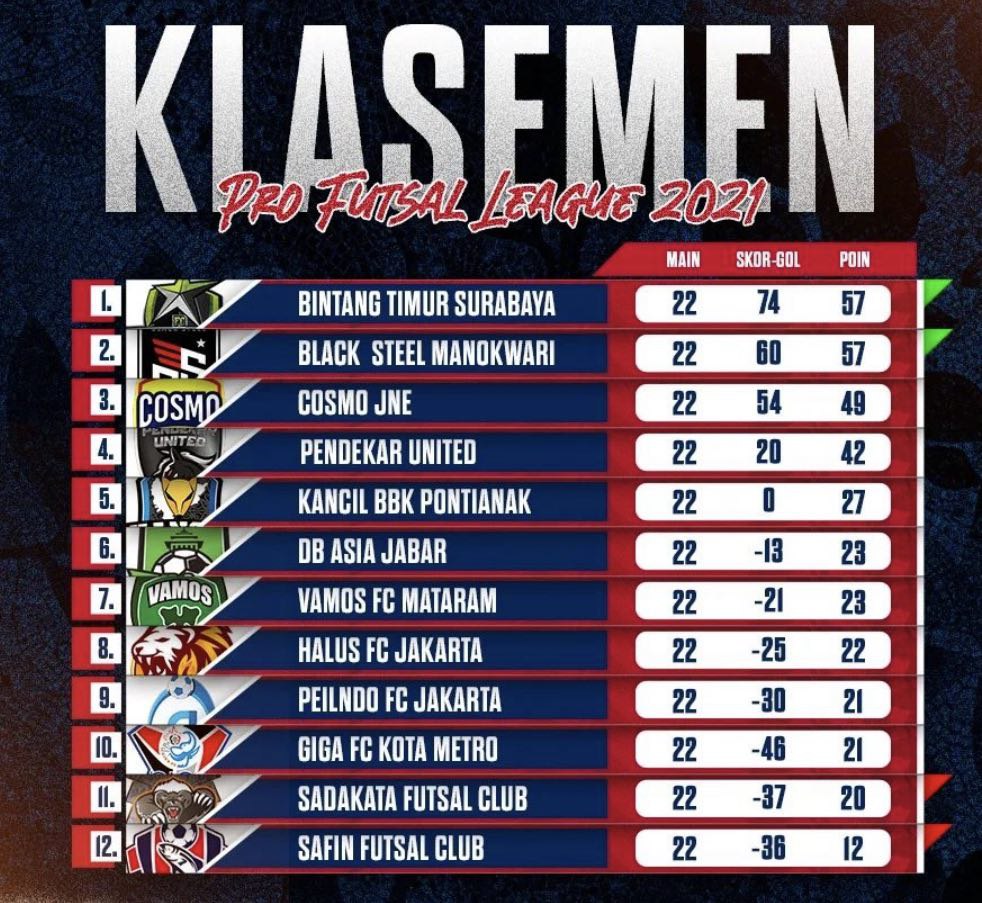 KLASEMEN
PRO FUTSAL LEAGUE 2021
MAIN SKOR-GOL POIN
1. BINTANG TIMUR SURABAYA 22 74 57
2. BLACK STEEL MANOKWARI 22 60 57
3. COSMO COSMO JNE 22 54 49
4. PENDEKAR UNITED PENDEKAR UNITED 22 20 42
5. KANCIL BBK PONTIANAK 22 0 27
6. DB ASIA JABAR 22 -13 23
7. VAMOS VAMOS FC MATARAM 22 -21 23
8. HALUS FC JAKARTA 22 -25 22
9. PEILNDO FC JAKARTA 22 -30 21
10. GIGA FC KOTA METRO 22 -46 21
11. SADAKATA FUTSAL CLUB 22 -37 20
12. SAFIN FUTSAL CLUB 22 -36 12